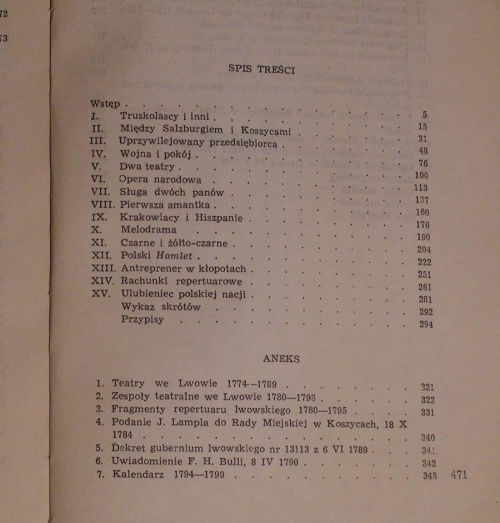 72
73
SPIS TREŚCI
Wstęp . . . . . . . . . . . . . . 5
I. Truskolascy i inni . . . . . . . . . . . 15
II. Między Salzburgiem i Koszycami . . . . . . . 31
III. Uprzywilejowany przedsiębiorca . . . . . . . 48
IV. Wojna i pokój . . . . . . . . . . . 76
V. Dwa teatry . . . . . . . . . . . . 100
VI. Opera narodowa . . . . . . . . . . . 113
VII. Sługa dwóch panów . . . . . . . . . . 137
VIII. Pierwsza amantka . . . . . . . . . . 160
IX. Krakowiacy i Hiszpanie . . . . . . . . . 176
X. Melodrama . . . . . . . . . . . . 190
XI. Czarne i żółto-czarne . . . . . . . . . . 204
XII. Polski Hamlet . . . . . . . . . . . 222
XIII. Antreprener w kłopotach . . . . . . . . . 251
XIV. Rachunki repertuarowe . . . . . . . . . 261
XV. Ulubieniec polskiej nacji . . . . . . . . . 281
Wykaz skrótów . . . . . . . . . . . 292
Przypisy . . . . . . . . . . . . 294
ANEKS
1. Teatry we Lwowie 1774—1789 . . . . . . . . 321
2. Zespoły teatralne we Lwowie 1780—1798 . . . . . . 322
3. Fragmenty repertuaru lwowskiego 1780—1795 . . . . . 331
4. Podanie J. Lampla do Rady Miejskiej w Koszycach, 18 X
1784 . . . . . . . . . . . . . . 340
5. Dekret gubernium lwowskiego nr 13113 z 6 VI 1789 . . . . 341
6. Uwiadomienie F. H. Bulli, 8 IV 1790 . . . . . . . 342
7. Kalendarz 1794—1799 . . . . . . . . . . 345 471